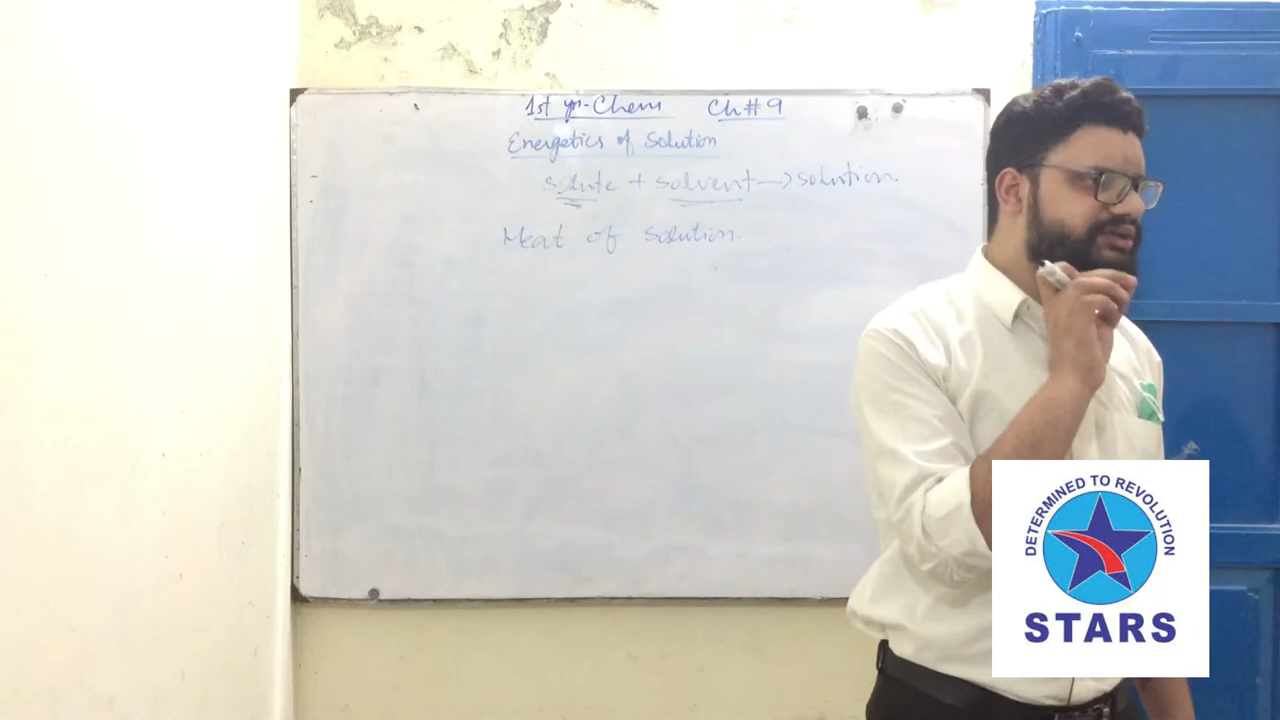 1st yr-Chem Ch#9
Energetics of Solution
solute + solvent → solution.
Heat of solution.
DETERMINED TO REVOLUTION
STARS